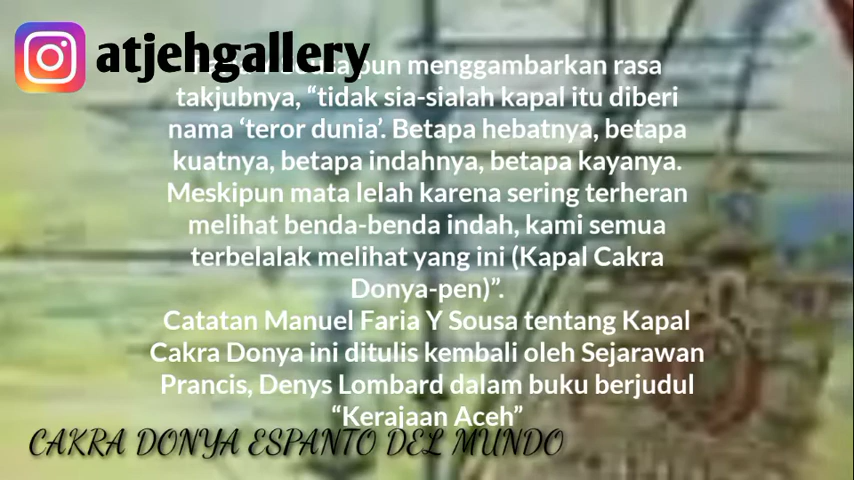 atjehgallery
pun menggambarkan rasa
takjubnya, “tidak sia-sialah kapal itu diberi
nama ‘teror dunia’. Betapa hebatnya, betapa
kuatnya, betapa indahnya, betapa kayanya.
Meskipun mata lelah karena sering terheran
melihat benda-benda indah, kami semua
terbelalak melihat yang ini (Kapal Cakra
Donya-pen)”.
Catatan Manuel Faria Y Sousa tentang Kapal
Cakra Donya ini ditulis kembali oleh Sejarawan
Prancis, Denys Lombard dalam buku berjudul
“Kerajaan Aceh”
CAKRA DONYA ESPANTO DEL MUNDO